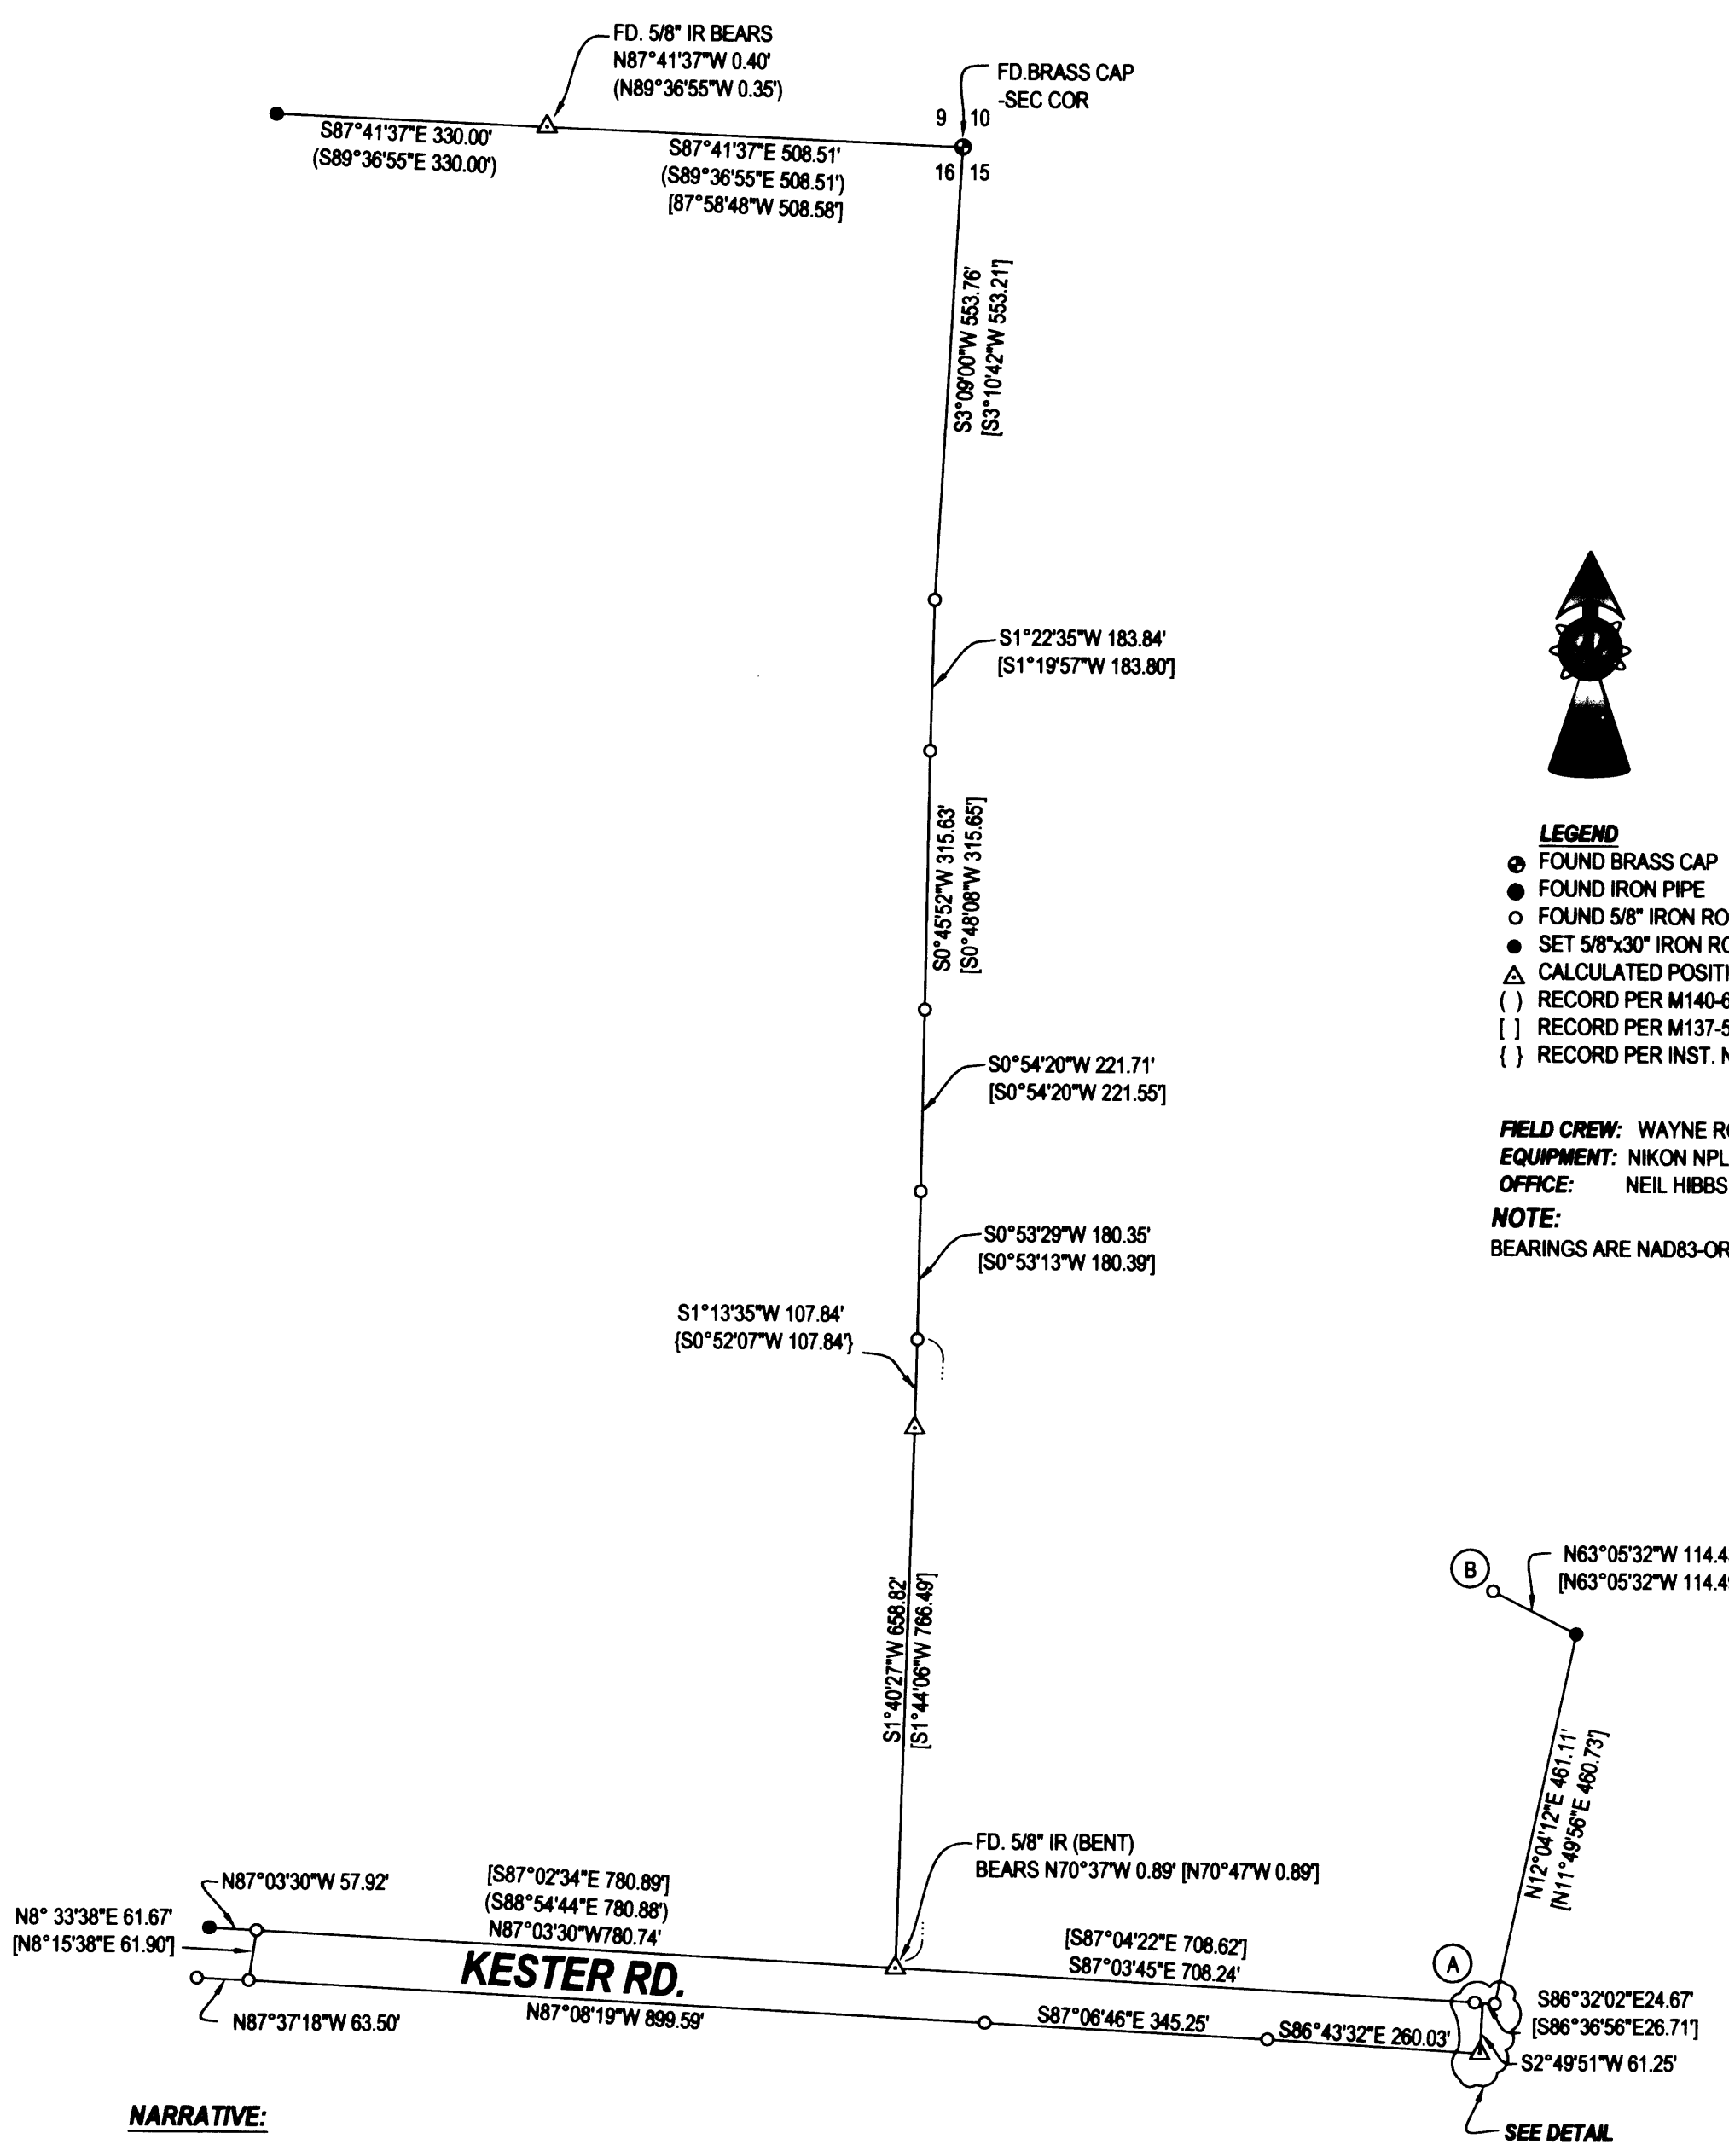 FD. 5/8" IR BEARS
N87°41'37"W 0.40'
(N89°36'55"W 0.35')
FD.BRASS CAP
-SEC COR
9 10
16 15
S87°41'37"E 330.00'
(S89°36'55"E 330.00')
S87°41'37"E 508.51'
(S89°36'55"E 508.51')
[87°58'48"W 508.58']
S3°09'00"W 553.76'
[S3°10'42"W 553.21']
S1°22'35"W 183.84'
[S1°19'57"W 183.80']
S0°45'52"W 315.63'
[S0°48'08"W 315.65']
LEGEND
FOUND BRASS CAP
FOUND IRON PIPE
FOUND 5/8" IRON RO
SET 5/8"x30" IRON RO
CALCULATED POSITI
( ) RECORD PER M140-6
[ ] RECORD PER M137-5
{ } RECORD PER INST. N
S0°54'20"W 221.71'
[S0°54'20"W 221.55']
FIELD CREW: WAYNE RO
EQUIPMENT: NIKON NPL
OFFICE: NEIL HIBBS
NOTE:
BEARINGS ARE NAD83-OR
S0°53'29"W 180.35'
[S0°53'13"W 180.39']
S1°13'35"W 107.84'
{S0°52'07"W 107.84'}
S1°40'27"W 658.82'
[S1°44'06"W 766.49']
B
N63°05'32"W 114.4
[N63°05'32"W 114.4
N12°04'12"E 461.11'
[N11°49'56"E 460.73']
FD. 5/8" IR (BENT)
BEARS N70°37'W 0.89' [N70°47'W 0.89']
N87°03'30"W 57.92'
[S87°02'34"E 780.89']
(S88°54'44"E 780.88')
N87°03'30"W780.74'
N8° 33'38"E 61.67'
[N8°15'38"E 61.90']
[S87°04'22"E 708.62']
S87°03'45"E 708.24'
A
KESTER RD.
N87°37'18"W 63.50'
N87°08'19"W 899.59'
S87°06'46"E 345.25'
S86°43'32"E 260.03'
S86°32'02"E24.67'
[S86°36'56"E26.71']
S2°49'51"W 61.25'
NARRATIVE:
SEE DETAIL